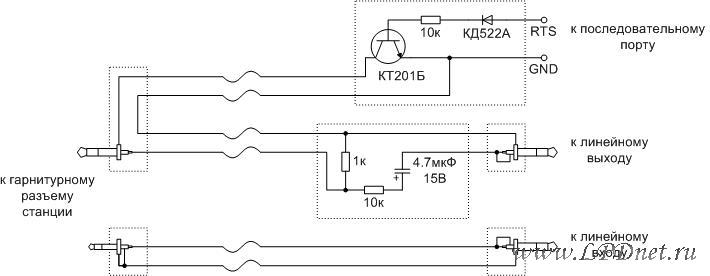 RTS
к последовательному
порту
10к
КД522А
КТ201Б
GND
к линейному
выходу
1к
4.7мкФ
15В
+
10к
к гарнитурному
разъему
станции
к линейному
входу
www.LPDnet.ru